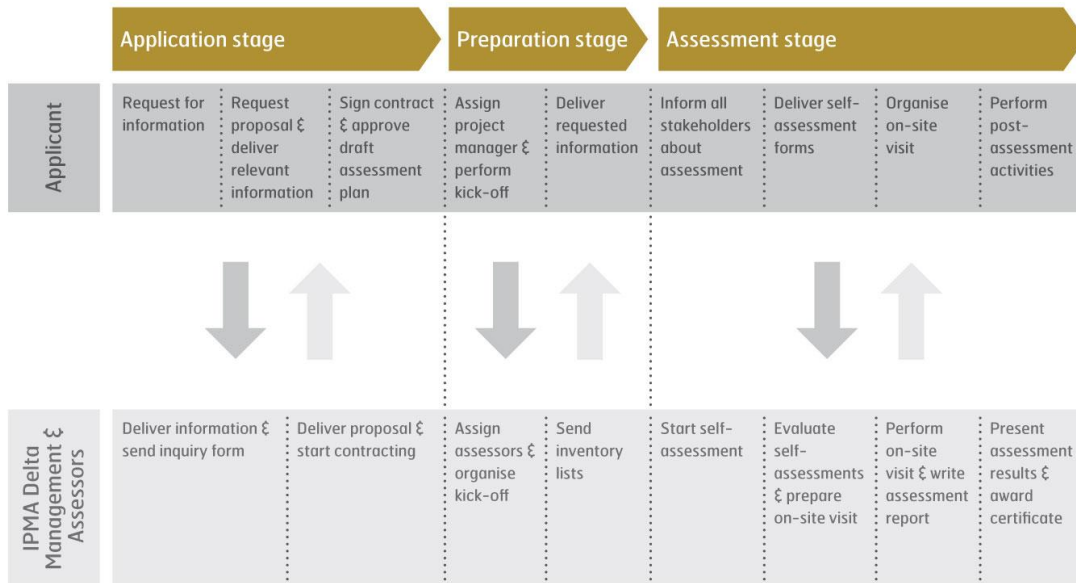 Application stage
Preparation stage
Assessment stage
Applicant
Request for
information
Request
proposal &
deliver
relevant
information
Sign contract
& approve
draft
assessment
plan
Assign
project
manager &
perform
kick-off
Deliver
requested
information
Inform all
stakeholders
about
assessment
Deliver self-
assessment
forms
Organise
on-site
visit
Perform
post-
assessment
activities
IPMA Delta
Management &
Assessors
Deliver information &
send inquiry form
Deliver proposal &
start contracting
Assign
assessors &
organise
kick-off
Send
inventory
lists
Start self-
assessment
Evaluate
self-
assessments
& prepare
on-site visit
Perform
on-site
visit & write
assessment
report
Present
assessment
results &
award
certificate